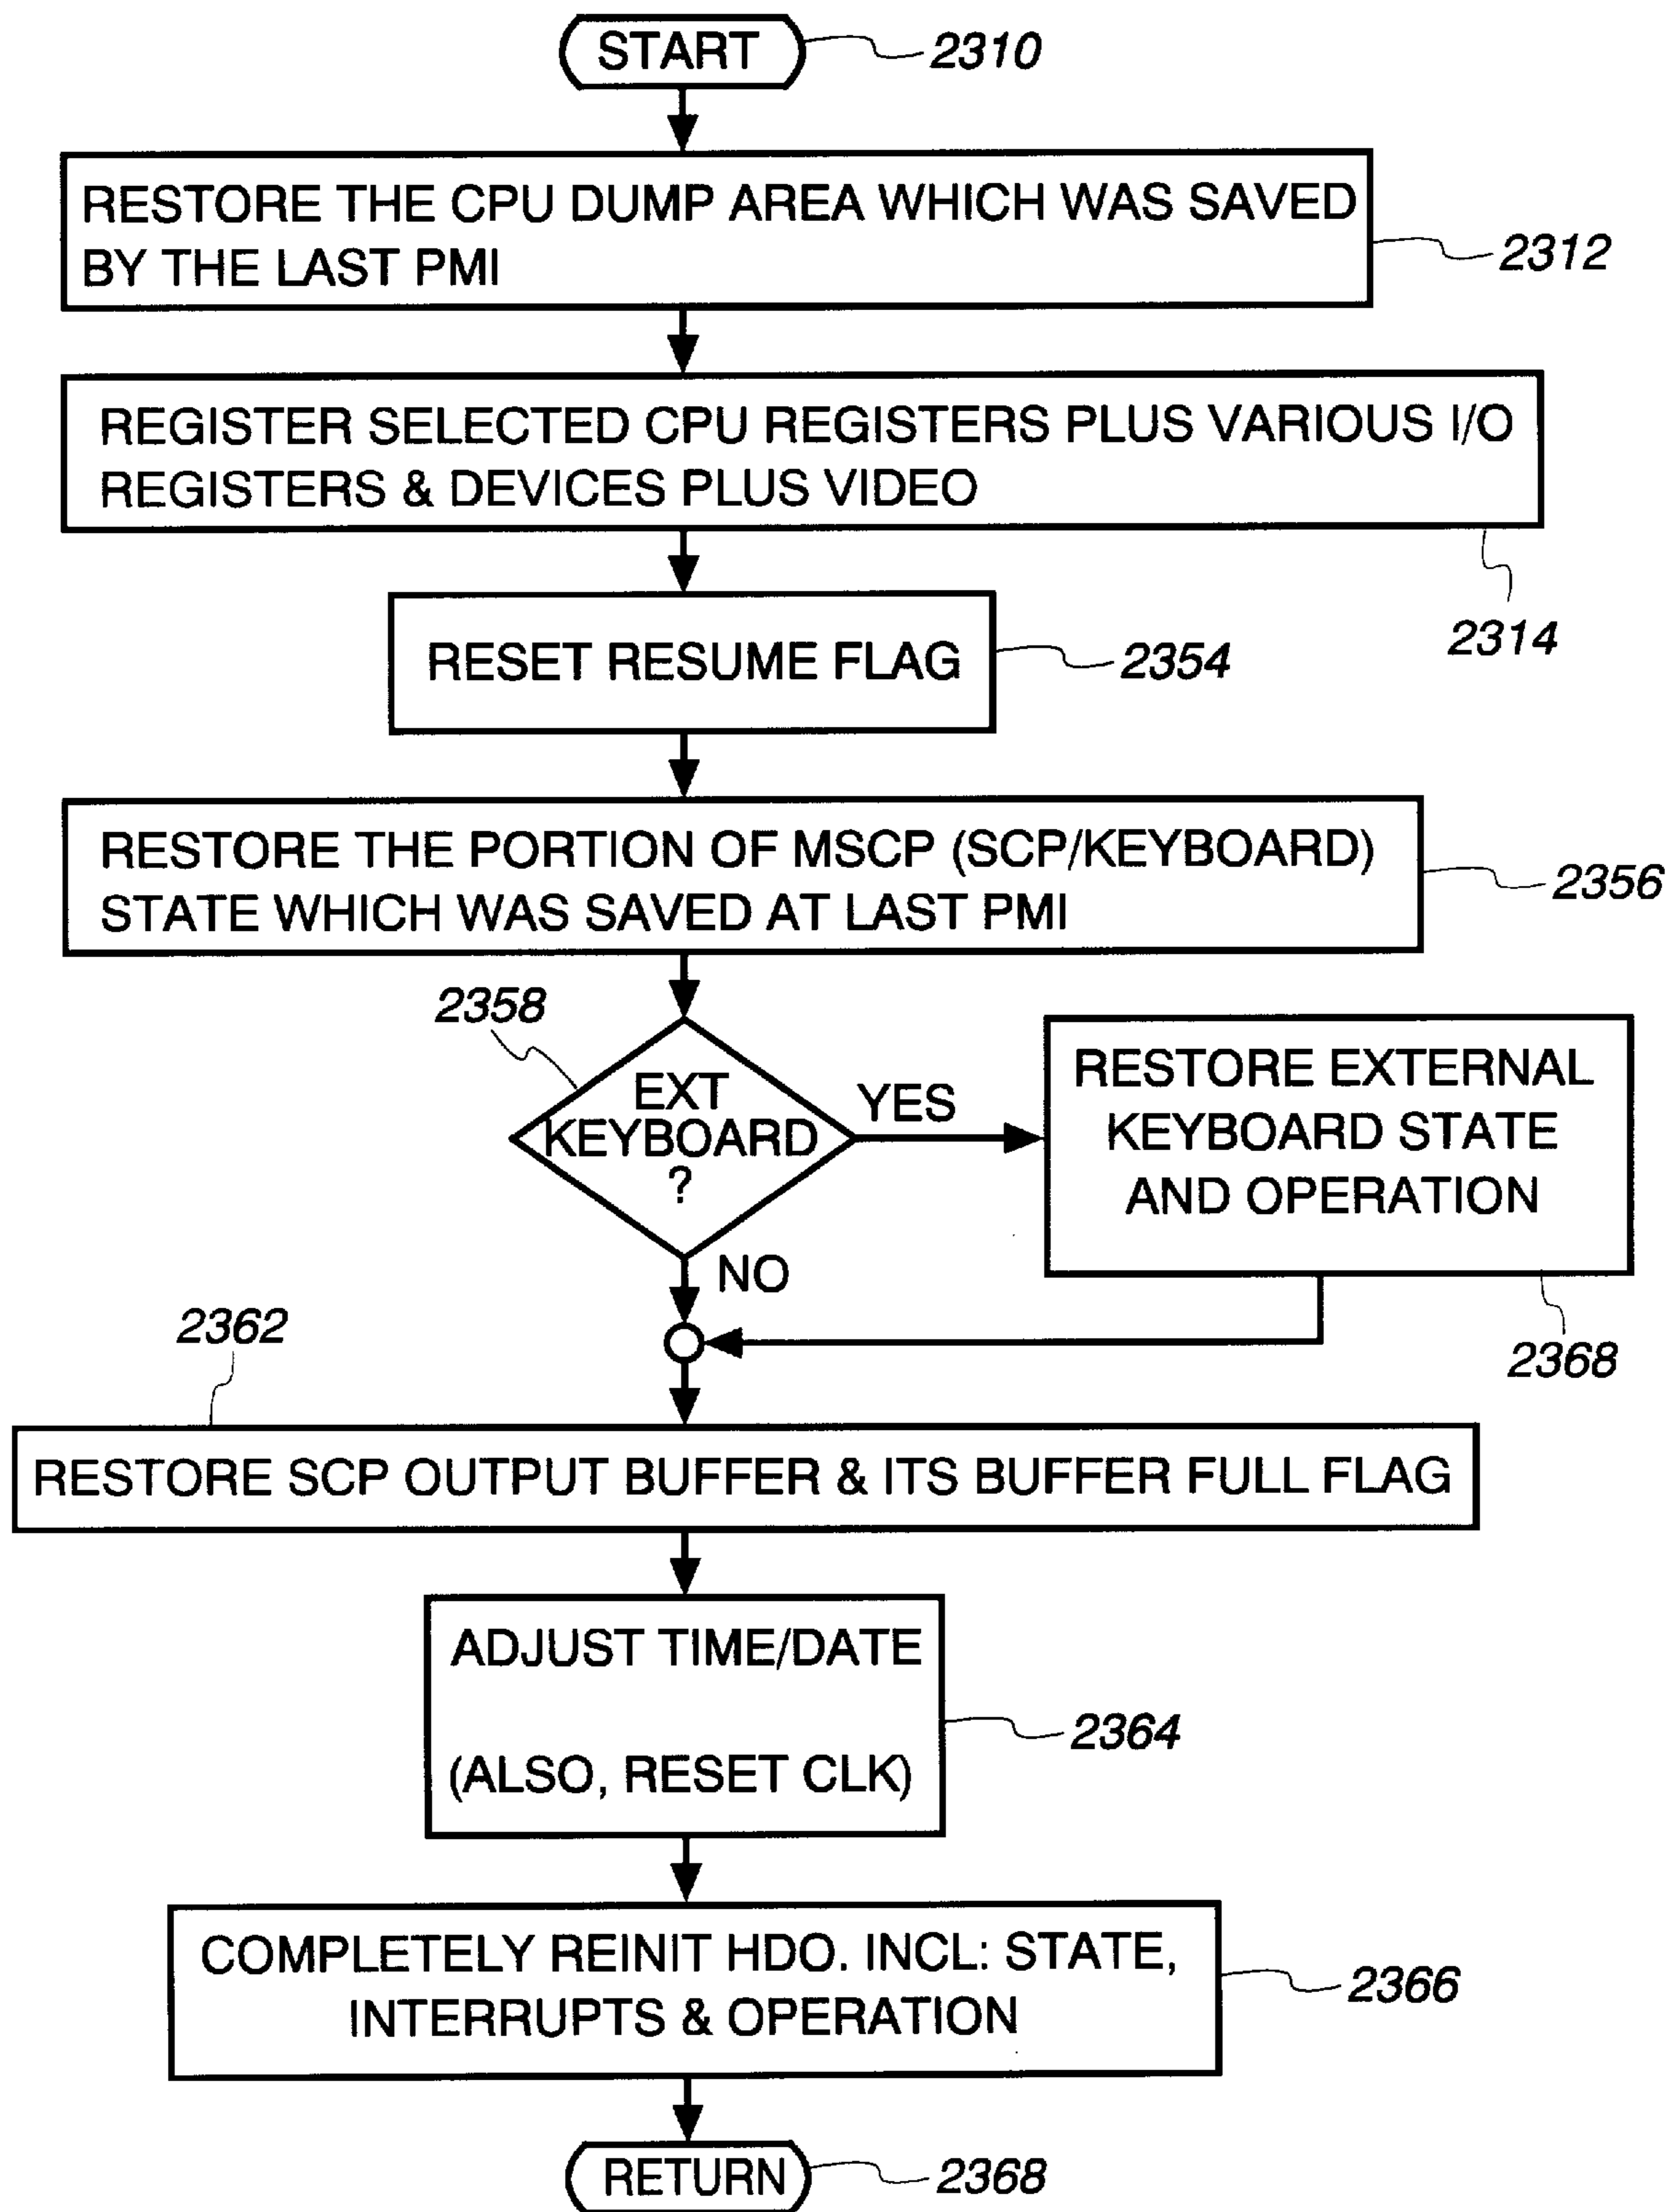 START
2310
RESTORE THE CPU DUMP AREA WHICH WAS SAVED
BY THE LAST PMI
2312
REGISTER SELECTED CPU REGISTERS PLUS VARIOUS I/O
REGISTERS & DEVICES PLUS VIDEO
2314
RESET RESUME FLAG
2354
RESTORE THE PORTION OF MSCP (SCP/KEYBOARD)
STATE WHICH WAS SAVED AT LAST PMI
2356
2358
EXT
KEYBOARD
?
YES
RESTORE EXTERNAL
KEYBOARD STATE
AND OPERATION
2368
NO
2362
RESTORE SCP OUTPUT BUFFER & ITS BUFFER FULL FLAG
ADJUST TIME/DATE
(ALSO, RESET CLK)
2364
COMPLETELY REINIT HDO. INCL: STATE,
INTERRUPTS & OPERATION
2366
RETURN
2368